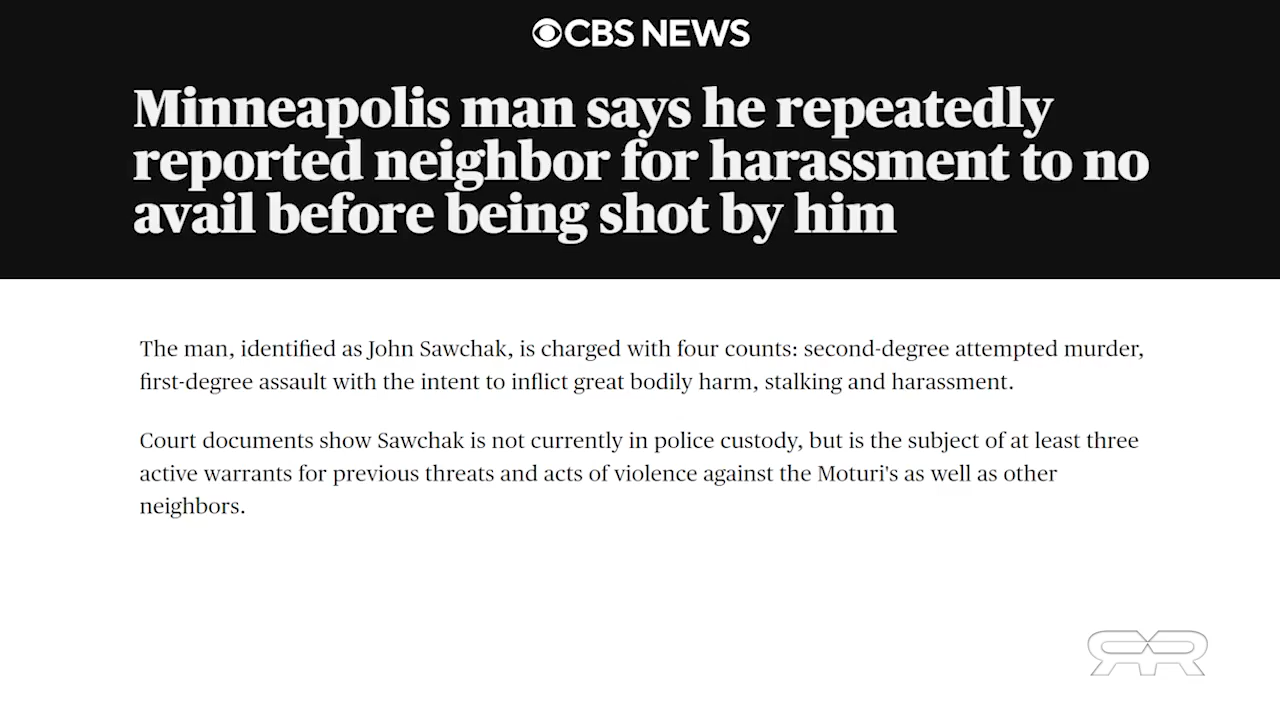 CBS NEWS
Minneapolis man says he repeatedly
reported neighbor for harassment to no
avail before being shot by him
The man, identified as John Sawchak, is charged with four counts: second-degree attempted murder,
first-degree assault with the intent to inflict great bodily harm, stalking and harassment.
Court documents show Sawchak is not currently in police custody, but is the subject of at least three
active warrants for previous threats and acts of violence against the Moturi's as well as other
neighbors.
RR